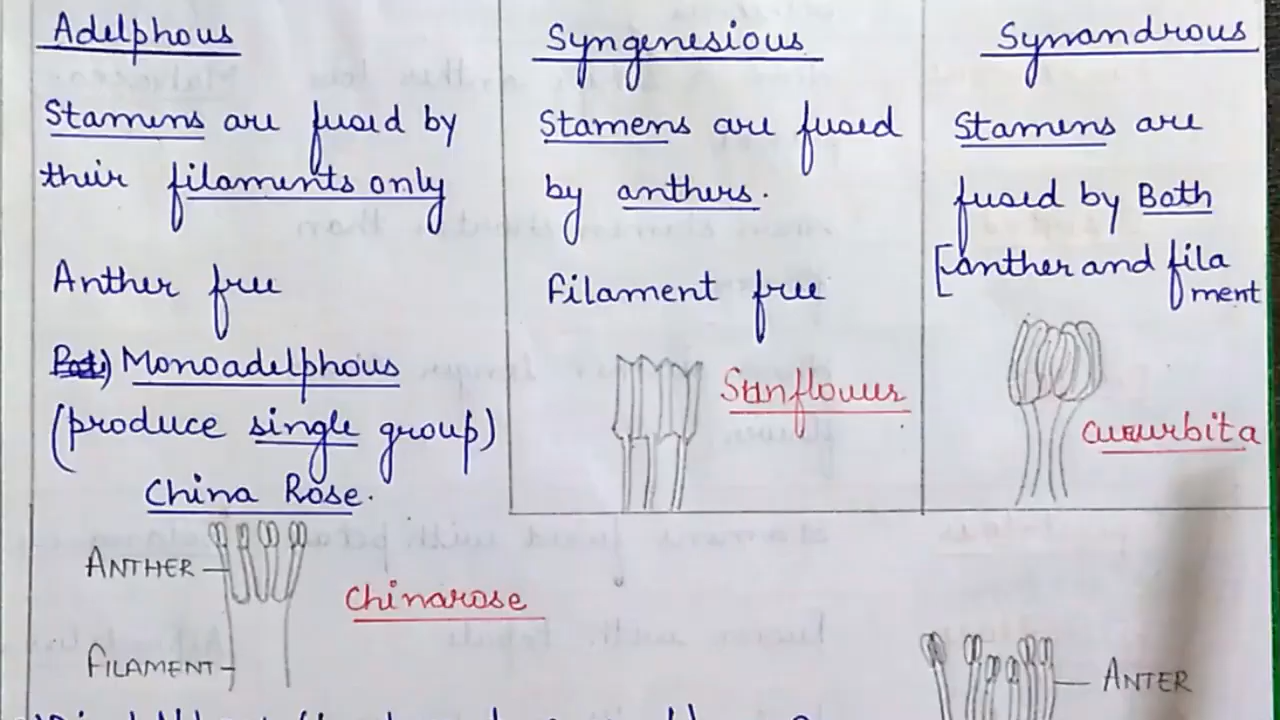 Adelphous
Stamens are fused by
their filaments only
Anther free
Monoadelphous
(produce single group)
China Rose.
ANTHER
Chinarose
FILAMENT
Syngenesious
Stamens are fused
by anthers.
Filament free
Sunflower
Synandrous
Stamens are
fused by Both
[anther and fila
ment
cucurbita
ANTER